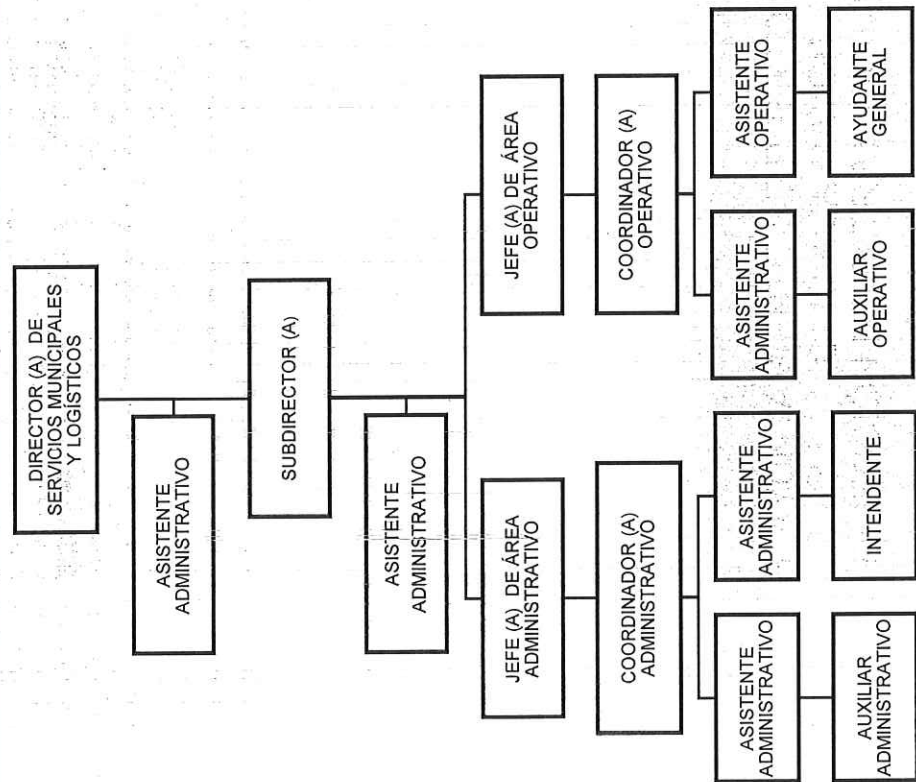 DIRECTOR (A) DE
SERVICIOS MUNICIPALES
Y LOGÍSTICOS
ASISTENTE
ADMINISTRATIVO
SUBDIRECTOR (A)
ASISTENTE
ADMINISTRATIVO
JEFE (A) DE ÁREA
ADMINISTRATIVO
JEFE (A) DE ÁREA
OPERATIVO
COORDINADOR (A)
ADMINISTRATIVO
COORDINADOR (A)
OPERATIVO
ASISTENTE
ADMINISTRATIVO
ASISTENTE
ADMINISTRATIVO
ASISTENTE
ADMINISTRATIVO
ASISTENTE
OPERATIVO
AUXILIAR
ADMINISTRATIVO
INTENDENTE
AUXILIAR
OPERATIVO
AYUDANTE
GENERAL